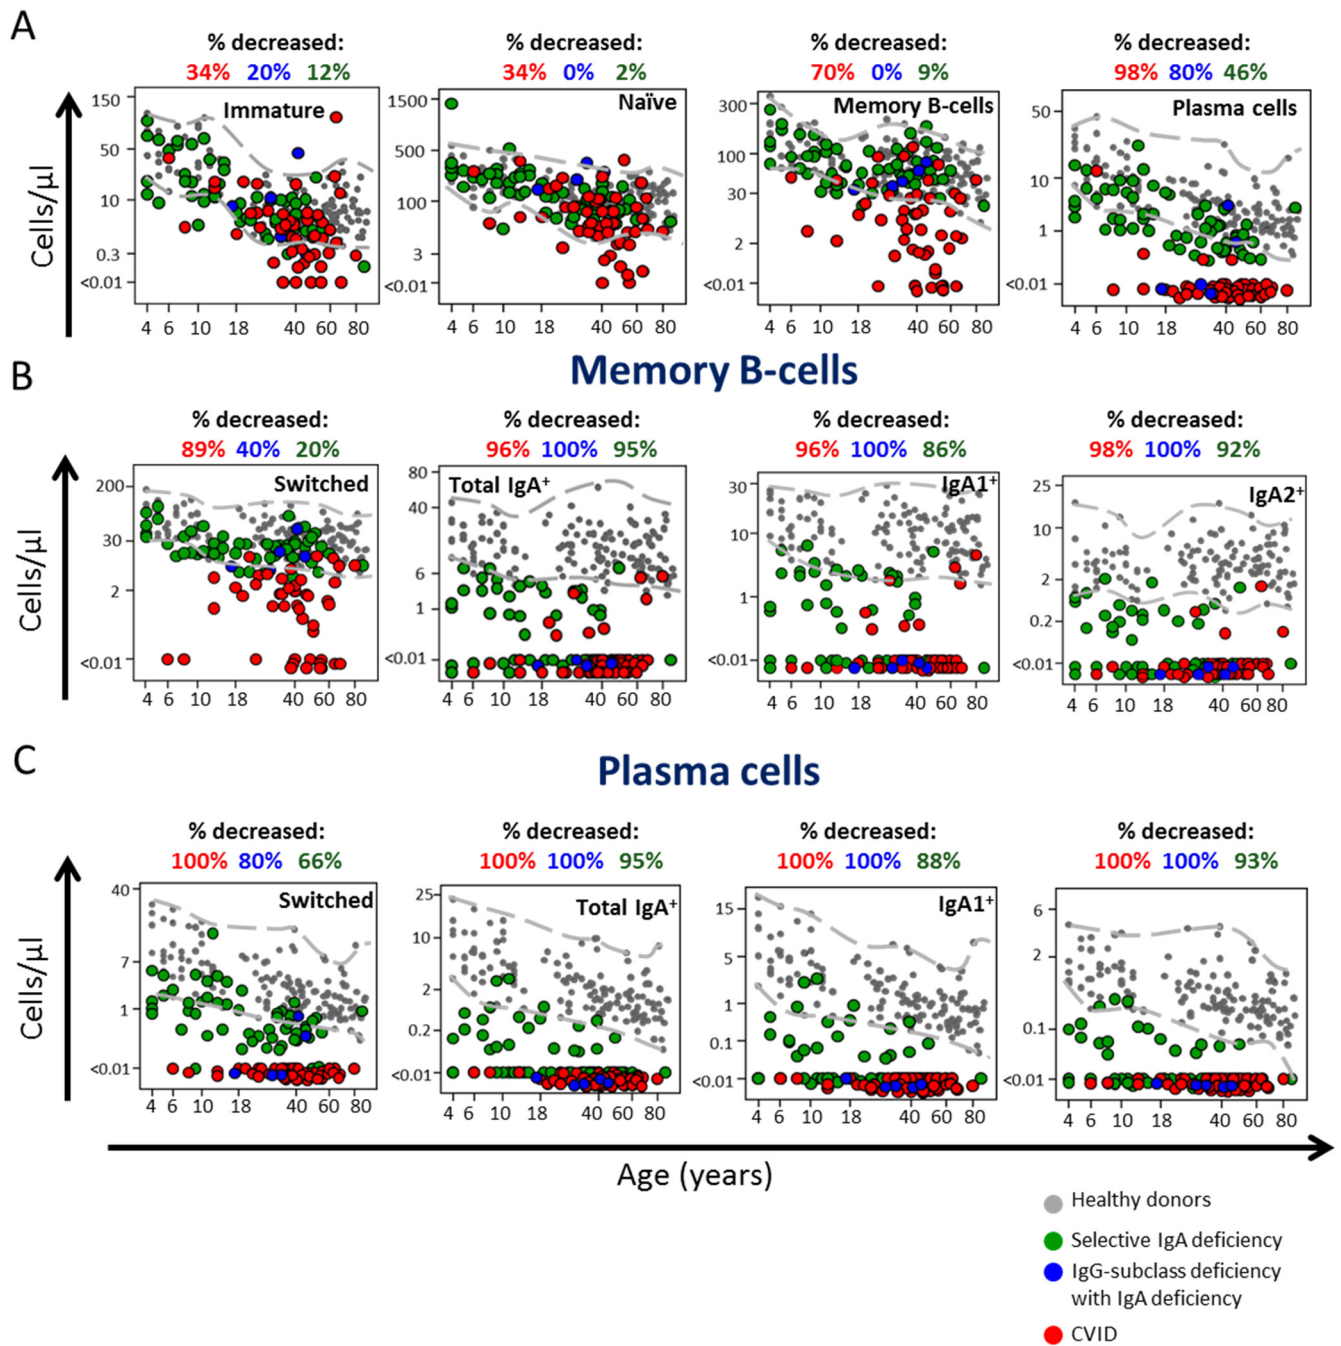 A
% decreased: % decreased: % decreased: % decreased:
34% 20% 12% 34% 0% 2% 70% 0% 9% 98% 80% 46%
Immature Naïve Memory B-cells Plasma cells
Cells/µl
150 50 10 0.3 <0.01
1500 500 100 3 <0.01
300 100 30 2 <0.01
50 10 1 <0.01
4 6 10 18 40 60 80 4 6 10 18 40 60 80 4 6 10 18 40 60 80 4 6 10 18 40 60 80
B
Memory B-cells
% decreased: % decreased: % decreased: % decreased:
89% 40% 20% 96% 100% 95% 96% 100% 86% 98% 100% 92%
Switched Total IgA+ IgA1+ IgA2+
Cells/µl
200 30 2 <0.01
80 40 6 1 <0.01
30 10 1 <0.01
25 10 2 0.2 <0.01
4 6 10 18 40 60 80 4 6 10 18 40 60 80 4 6 10 18 40 60 80 4 6 10 18 40 60 80
C
Plasma cells
% decreased: % decreased: % decreased: % decreased:
100% 80% 66% 100% 100% 95% 100% 100% 88% 100% 100% 93%
Switched Total IgA+ IgA1+
Cells/µl
40 7 1 <0.01
25 10 2 0.2 <0.01
15 5 1 0.1 <0.01
6 2 0.1 <0.01
4 6 10 18 40 60 80 4 6 10 18 40 60 80 4 6 10 18 40 60 80 4 6 10 18 40 60 80
Age (years)
Healthy donors
Selective IgA deficiency
IgG-subclass deficiency
with IgA deficiency
CVID